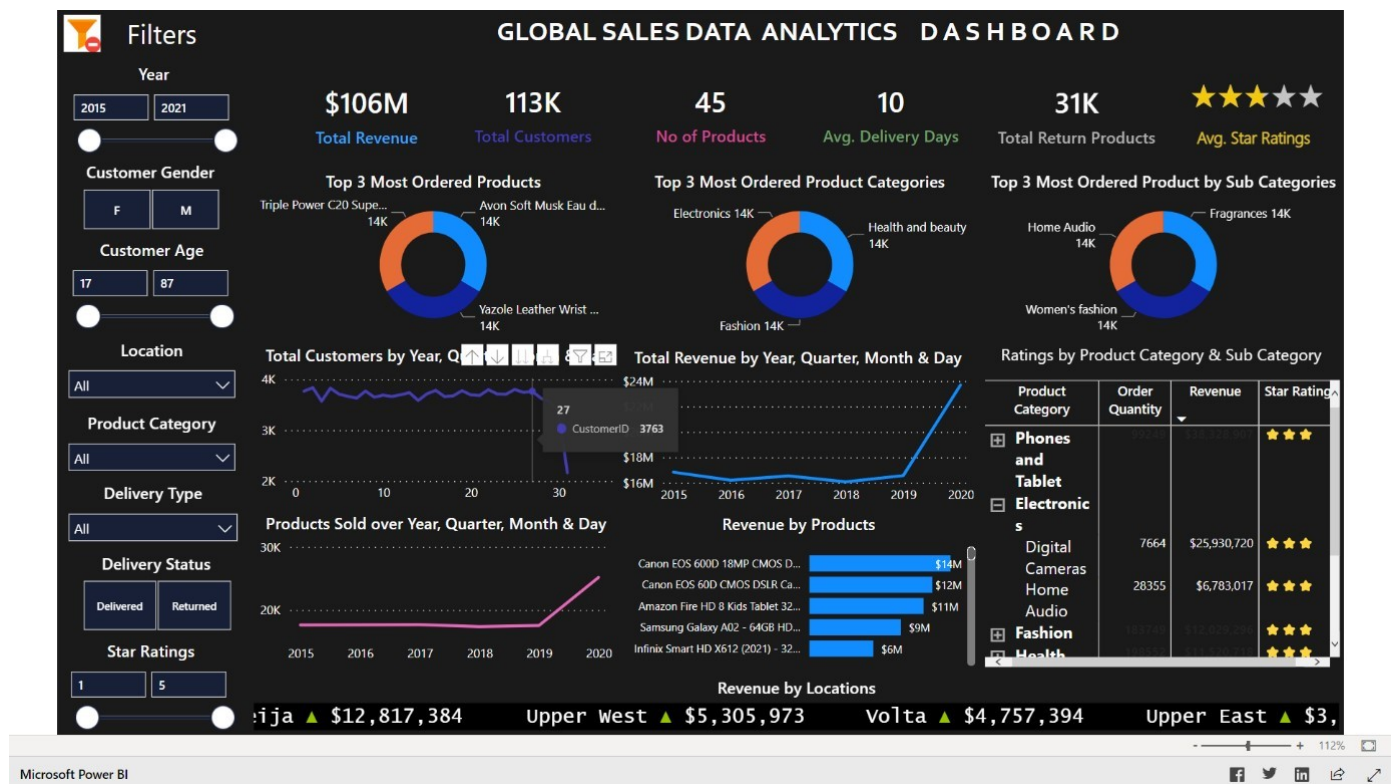 Filters
GLOBAL SALES DATA ANALYTICS DASHBOARD
Year
2015 2021
Customer Gender
F M
Customer Age
17 87
Location
All
Product Category
All
Delivery Type
All
Delivery Status
Delivered Returned
Star Ratings
1 5
$106M
Total Revenue
113K
Total Customers
45
No of Products
10
Avg. Delivery Days
31K
Total Return Products
Avg. Star Ratings
Top 3 Most Ordered Products
Triple Power C20 Supe...
14K
Avon Soft Musk Eau d...
14K
Yazole Leather Wrist ...
14K
Top 3 Most Ordered Product Categories
Electronics 14K
Health and beauty
14K
Fashion 14K
Top 3 Most Ordered Product by Sub Categories
Fragrances 14K
Home Audio
14K
Women's fashion
14K
Total Customers by Year,
4K
3K
2K
0 10 20 30
27
CustomerID 3763
Total Revenue by Year, Quarter, Month & Day
$24M
$18M
$16M
2015 2016 2017 2018 2019 2020
Ratings by Product Category & Sub Category
Product Category Order Quantity Revenue Star Rating
Phones
and
Tablet
Electronic
s
Digital 7664 $25,930,720
Cameras
Home 28355 $6,783,017
Audio
Fashion
Health
Products Sold over Year, Quarter, Month & Day
30K
20K
2015 2016 2017 2018 2019 2020
Revenue by Products
Canon EOS 600D 18MP CMOS D... $14M
Canon EOS 60D CMOS DSLR Ca... $12M
Amazon Fire HD 8 Kids Tablet 32... $11M
Samsung Galaxy A02 - 64GB HD... $9M
Infinix Smart HD X612 (2021) - 32... $6M
Revenue by Locations
eija ▲ $12,817,384 Upper West ▲ $5,305,973 Volta ▲ $4,757,394 Upper East ▲ $3,
- + 112%
Microsoft Power BI